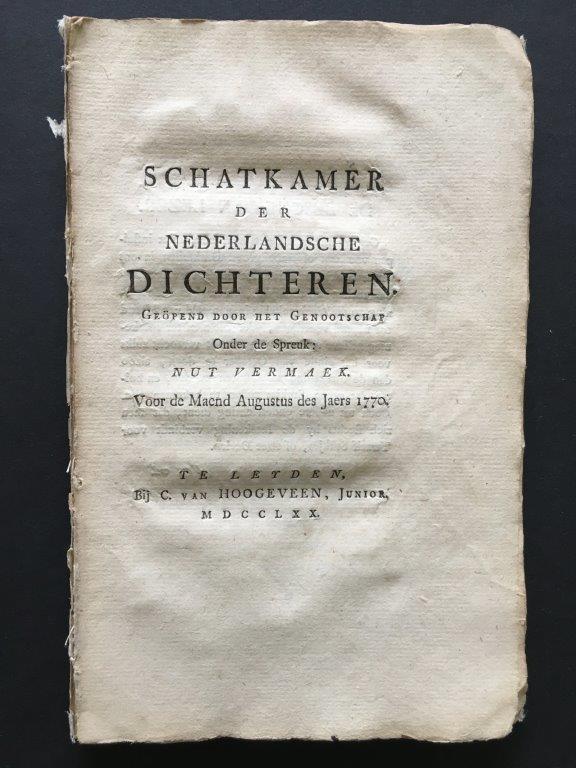 SCHATKAMER
DER
NEDERLANDSCHE
DICHTEREN.
GEÖPEND DOOR HET GENOOTSCHAP
Onder de Spreuk:
NUT VERMAEK.
Voor de Maend Augustus des Jaers 1770.
TE LEYDEN,
Bij C. VAN HOOGEVEEN, JUNIOR,
MDCCLXX.